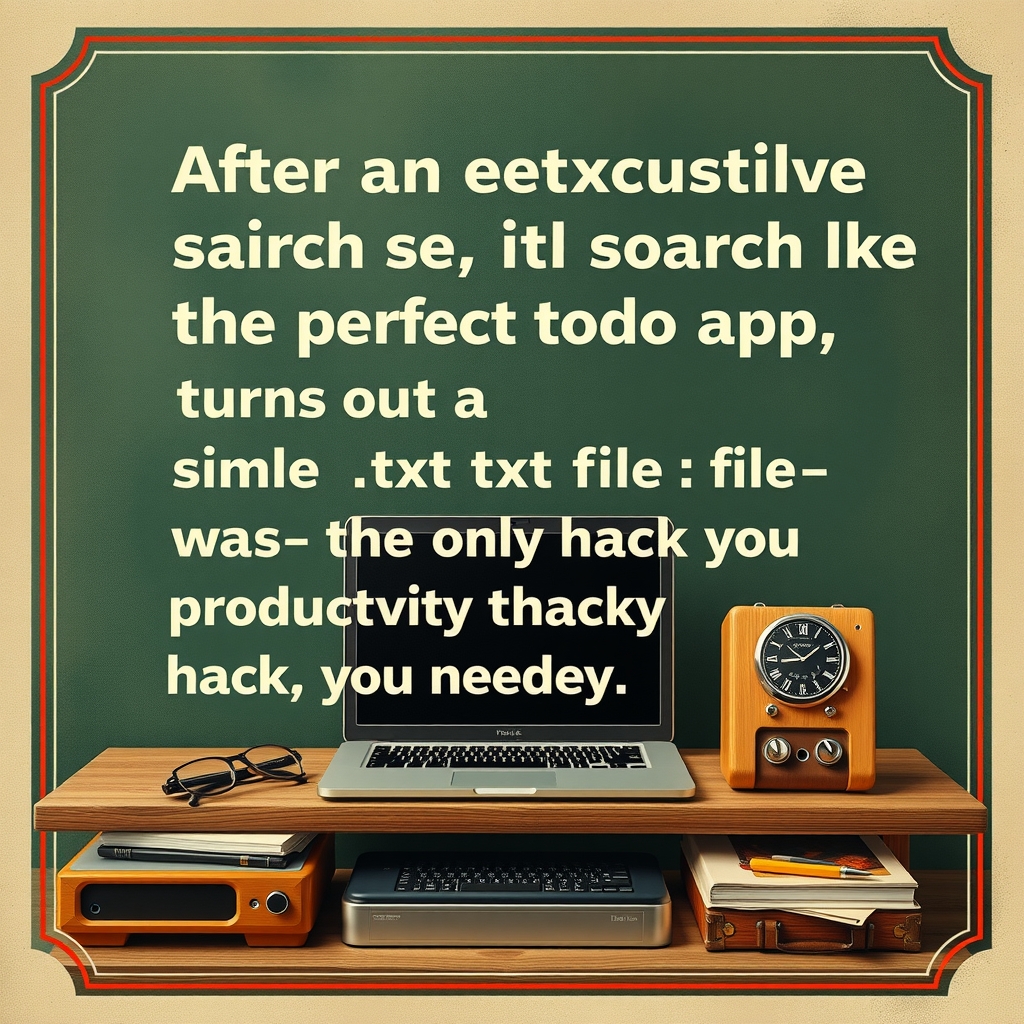 After an eetxcustilve
sairch se, itl soarch lke
the perfect todo app,
turns out a
simle .txt txt file : file–
was– the only hack you
productvity thacky
hack, you needey.